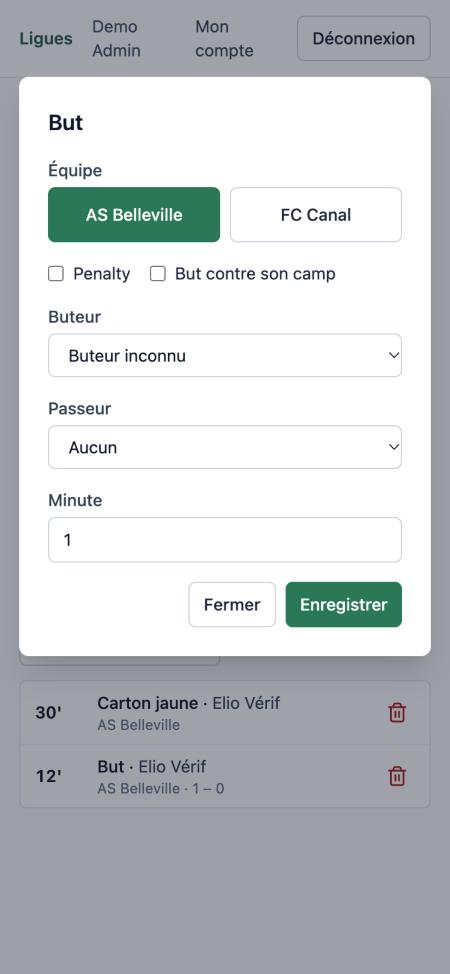 Ligues
Demo
Admin
Mon
compte
Déconnexion
But
Équipe
AS Belleville
FC Canal
Penalty
But contre son camp
Buteur
Buteur inconnu
Passeur
Aucun
Minute
1
Fermer
Enregistrer
30'
Carton jaune · Elio Vérif
AS Belleville
12'
But · Elio Vérif
AS Belleville · 1 – 0